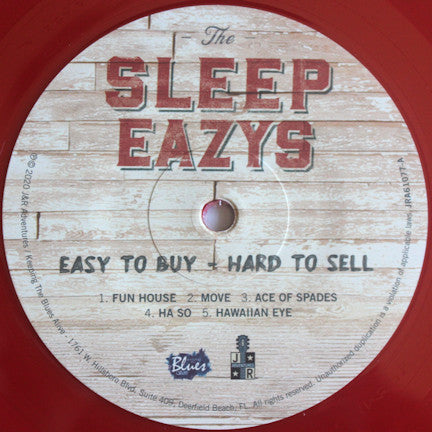 - The -
SLEEP
EAZYS
EASY TO BUY - HARD TO SELL
1. FUN HOUSE 2. MOVE 3. ACE OF SPADES
4. HA SO 5. HAWAIIAN EYE
Blues
J R
℗© 2020 J&R Adventures · Keeping The Blues Alive · 1761 W. Hillsboro Blvd. Suite 409, Deerfield Beach, FL. All rights reserved. Unauthorized duplication is a violation of applicable laws. JRA61077-A